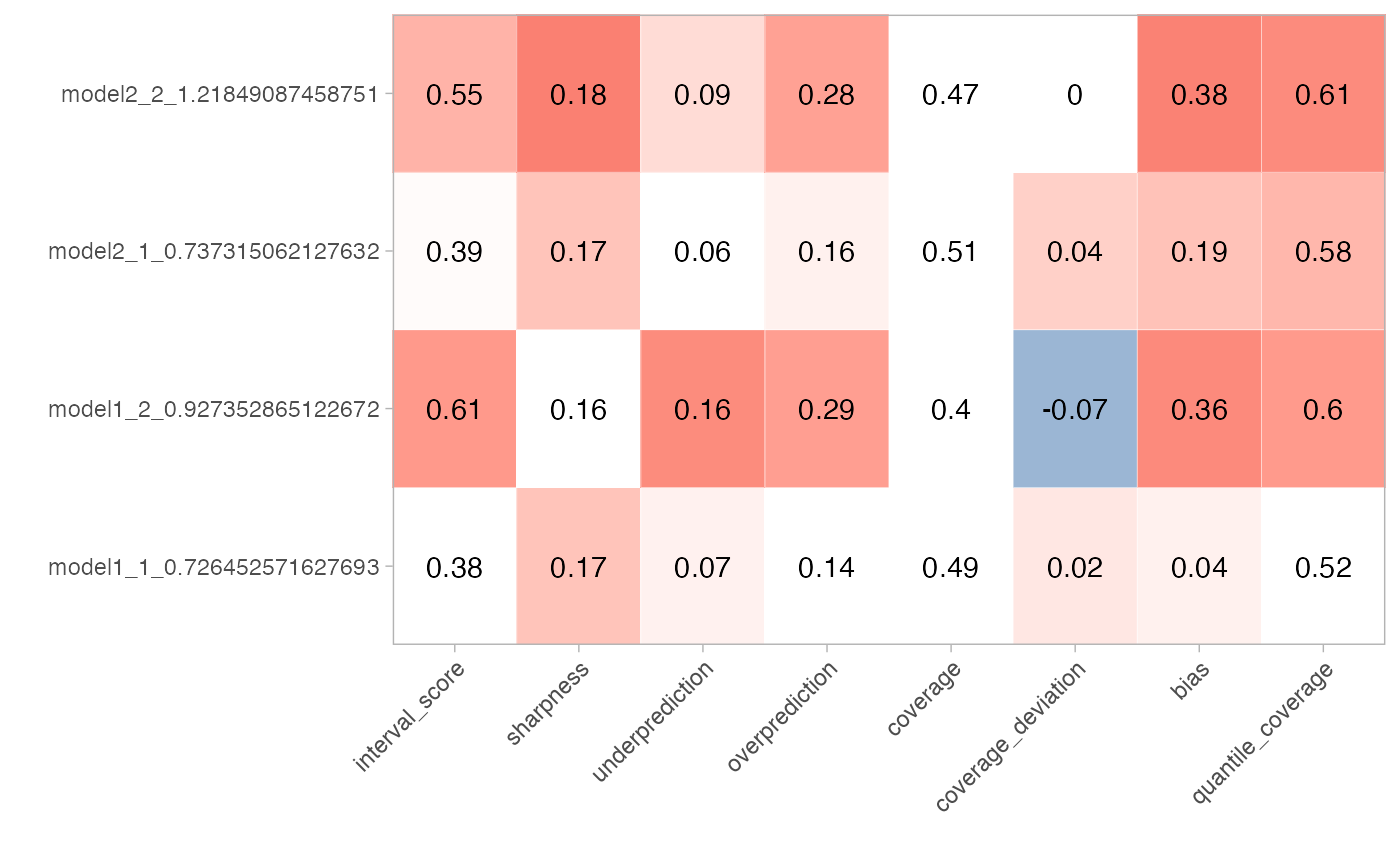 model2_2_1.21849087458751 0.55 0.18 0.09 0.28 0.47 0 0.38 0.61
model2_1_0.737315062127632 0.39 0.17 0.06 0.16 0.51 0.04 0.19 0.58
model1_2_0.927352865122672 0.61 0.16 0.16 0.29 0.4 -0.07 0.36 0.6
model1_1_0.726452571627693 0.38 0.17 0.07 0.14 0.49 0.02 0.04 0.52
interval_score sharpness underprediction overprediction coverage coverage_deviation bias quantile_coverage